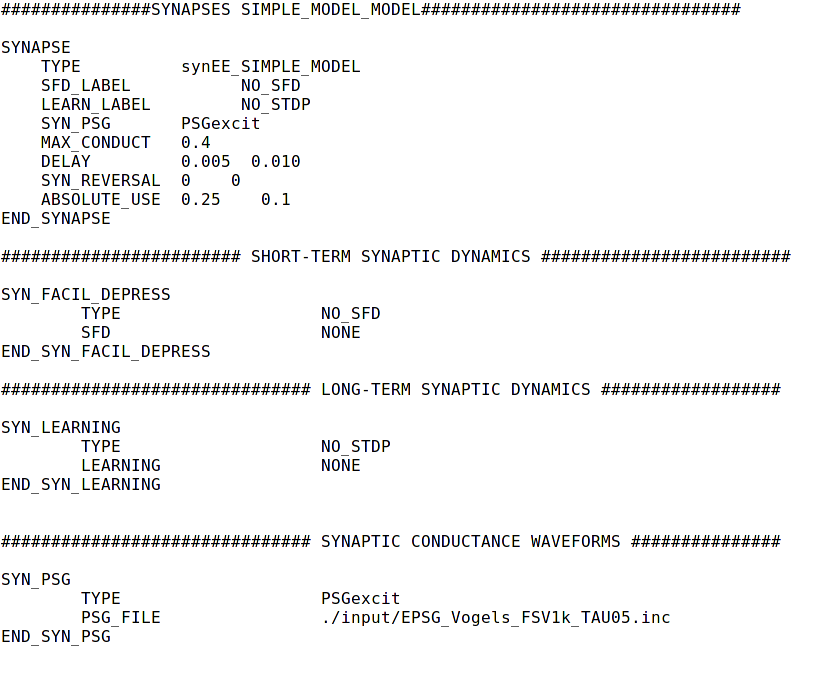 ###############SYNAPSES SIMPLE_MODEL_MODEL################################
SYNAPSE
TYPE synEE_SIMPLE_MODEL
SFD_LABEL NO_SFD
LEARN_LABEL NO_STDP
SYN_PSG PSGexcit
MAX_CONDUCT 0.4
DELAY 0.005 0.010
SYN_REVERSAL 0 0
ABSOLUTE_USE 0.25 0.1
END_SYNAPSE
######################## SHORT-TERM SYNAPTIC DYNAMICS #########################
SYN_FACIL_DEPRESS
TYPE NO_SFD
SFD NONE
END_SYN_FACIL_DEPRESS
############################### LONG-TERM SYNAPTIC DYNAMICS ##################
SYN_LEARNING
TYPE NO_STDP
LEARNING NONE
END_SYN_LEARNING
############################### SYNAPTIC CONDUCTANCE WAVEFORMS ###############
SYN_PSG
TYPE PSGexcit
PSG_FILE ./input/EPSG_Vogels_FSV1k_TAU05.inc
END_SYN_PSG